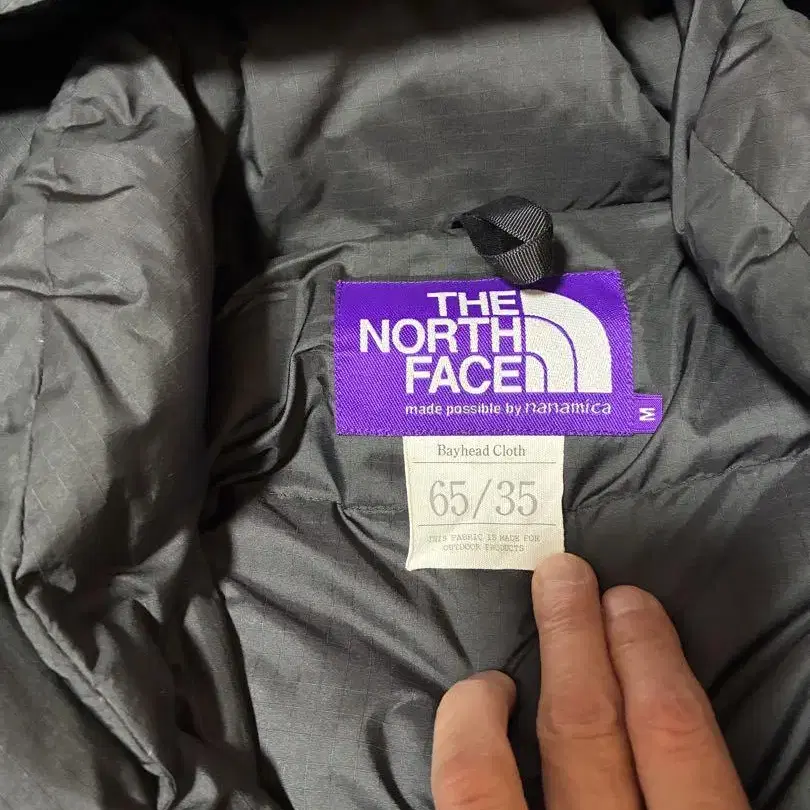 THE
NORTH
FACE
made possible by nanamica
M
Bayhead Cloth
65/35
THIS FABRIC IS MADE FOR
OUTDOOR PRODUCTS